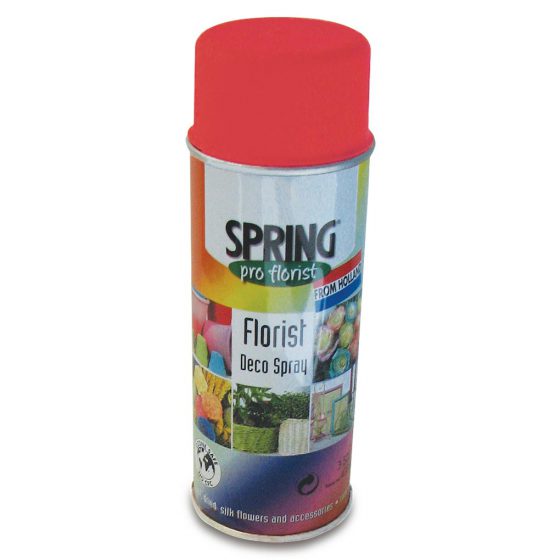 SPRING®
pro florist
FROM HOLLAND
Florist
Deco Spray
silk flowers and accessories •